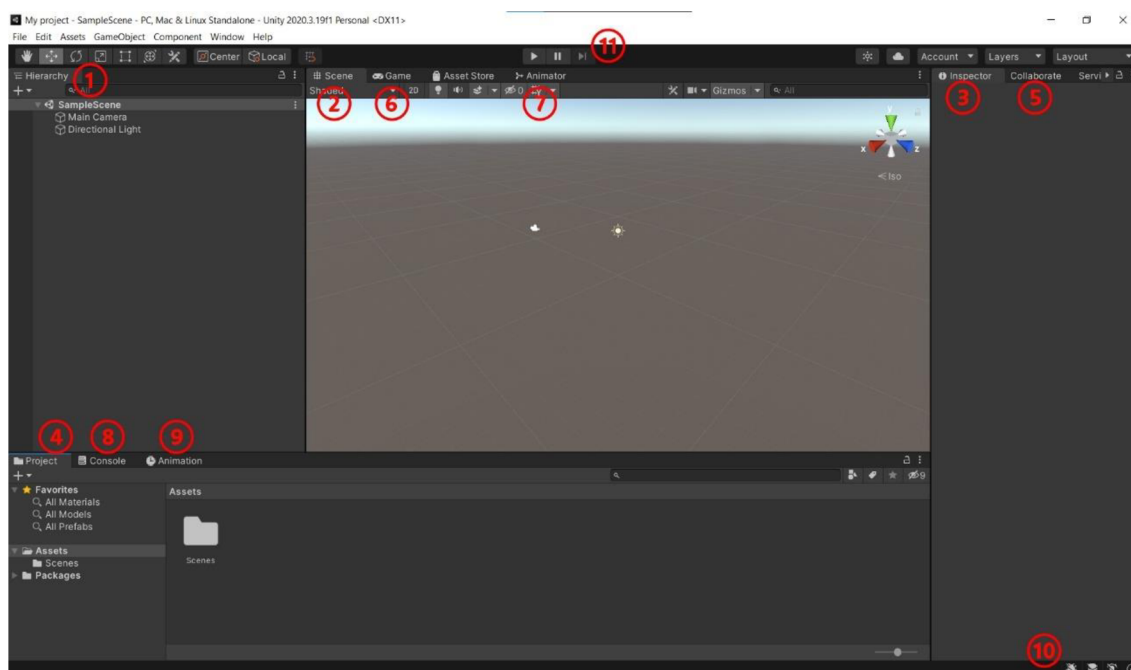 My project - SampleScene - PC, Mac & Linux Standalone - Unity 2020.3.19f1 Personal <DX11>
File Edit Assets GameObject Component Window Help
Center Local
⑪
Account Layers Layout
Hierarchy
①
All
SampleScene
Main Camera
Directional Light
Scene Game Asset Store Animator
Shaded 2D 0 Gizmos All
② ⑥ ⑦
y
x z
Iso
Inspector Collaborate Servi
③ ⑤
④ ⑧ ⑨
Project Console Animation
9
Favorites
All Materials
All Models
All Prefabs
Assets
Scenes
Packages
Assets
Scenes
⑩